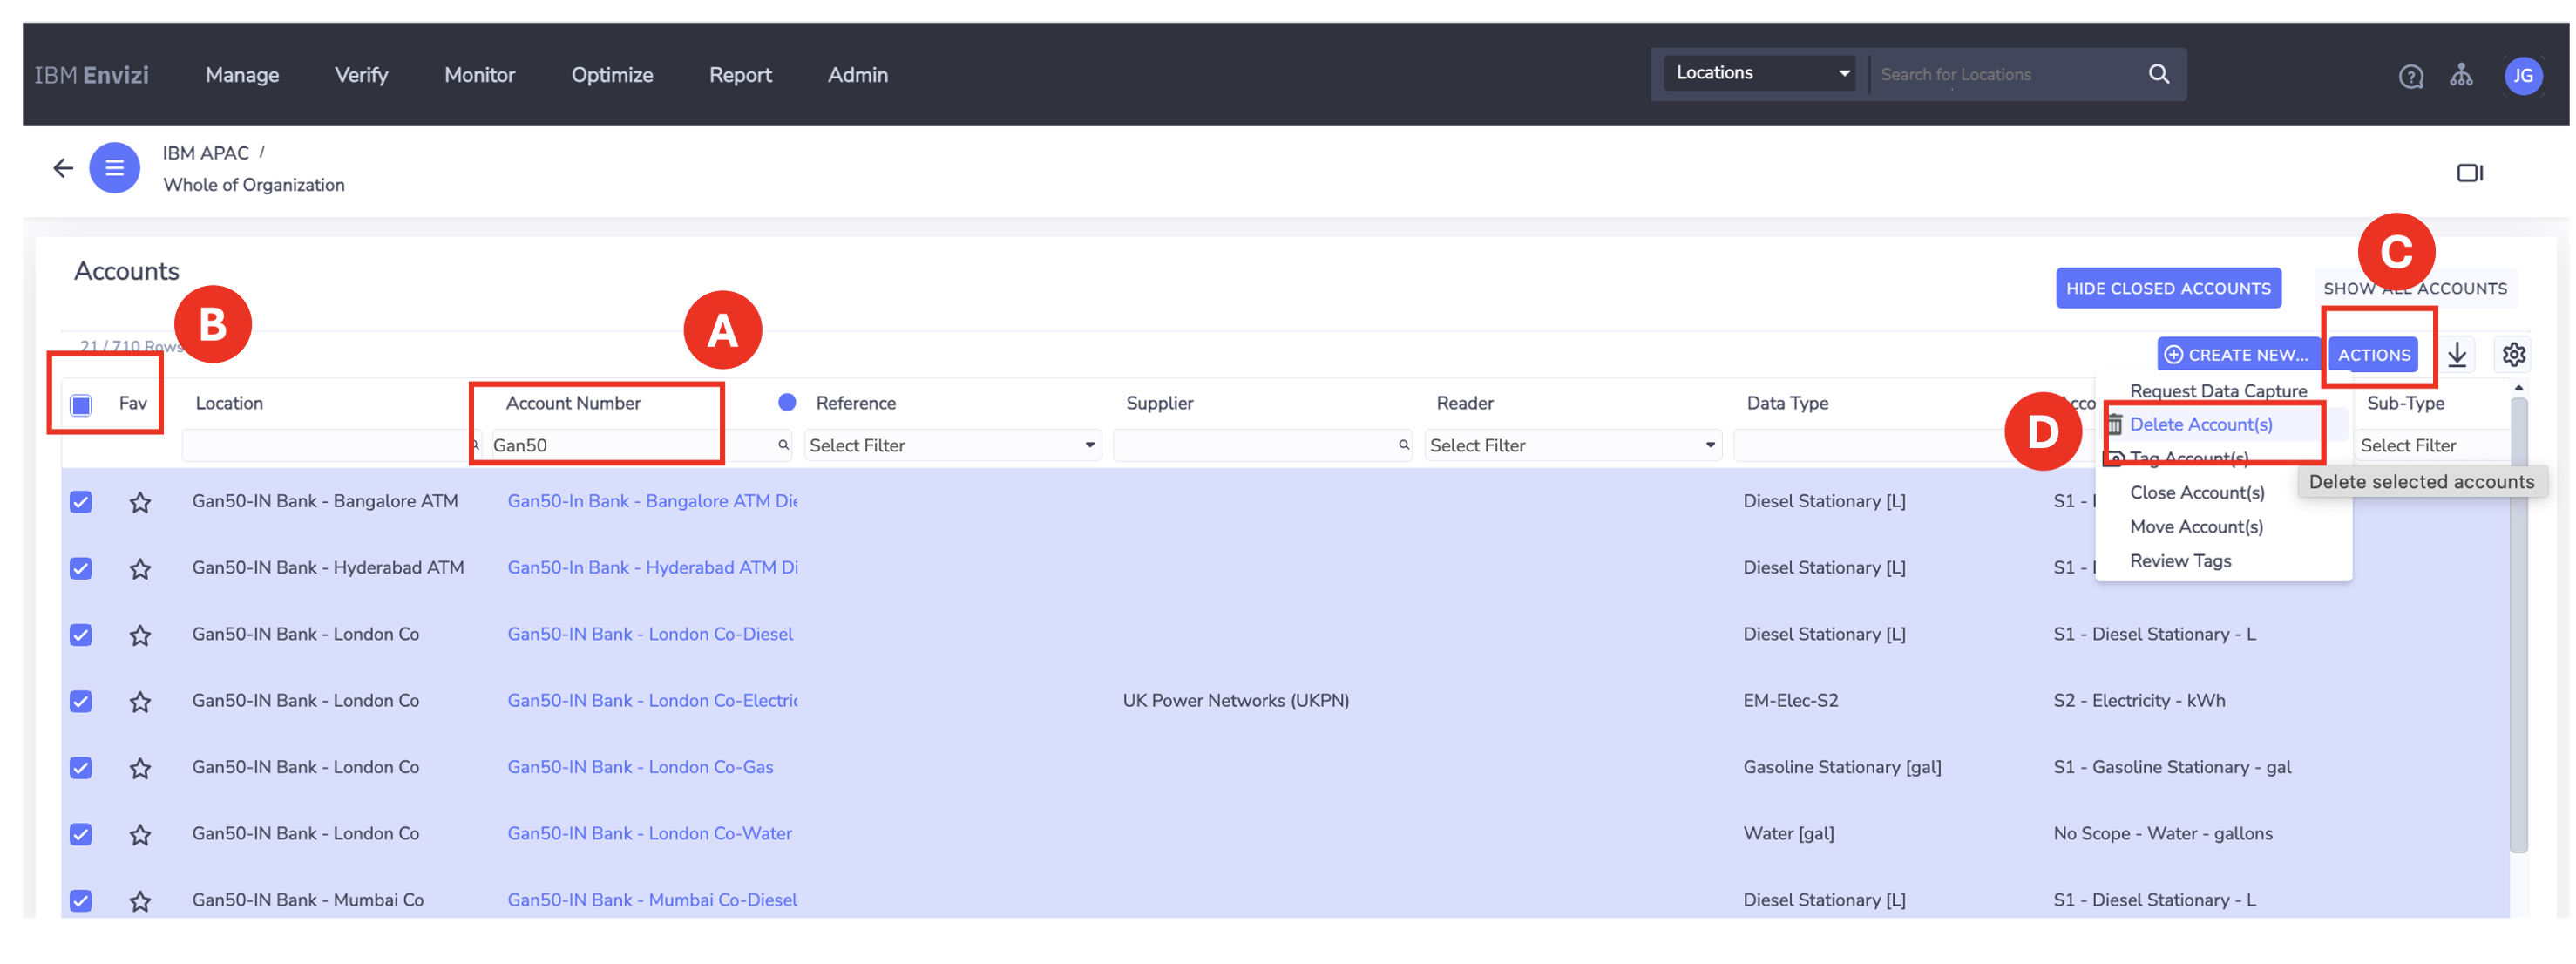 IBM Envizi Manage Verify Monitor Optimize Report Admin Locations Search for Locations JG
IBM APAC /
Whole of Organization
Accounts
HIDE CLOSED ACCOUNTS SHOW ALL ACCOUNTS
C
B
A
21 / 710 Rows
CREATE NEW... ACTIONS
Fav Location Account Number Reference Supplier Reader Data Type Acco Sub-Type
Gan50 Select Filter Select Filter Select Filter
D
Request Data Capture
Delete Account(s)
Tag Account(s)
Close Account(s)
Move Account(s)
Review Tags
Delete selected accounts
Gan50-IN Bank - Bangalore ATM Gan50-In Bank - Bangalore ATM Die Diesel Stationary [L] S1 -
Gan50-IN Bank - Hyderabad ATM Gan50-In Bank - Hyderabad ATM Di Diesel Stationary [L] S1 -
Gan50-IN Bank - London Co Gan50-IN Bank - London Co-Diesel Diesel Stationary [L] S1 - Diesel Stationary - L
Gan50-IN Bank - London Co Gan50-IN Bank - London Co-Electric UK Power Networks (UKPN) EM-Elec-S2 S2 - Electricity - kWh
Gan50-IN Bank - London Co Gan50-IN Bank - London Co-Gas Gasoline Stationary [gal] S1 - Gasoline Stationary - gal
Gan50-IN Bank - London Co Gan50-IN Bank - London Co-Water Water [gal] No Scope - Water - gallons
Gan50-IN Bank - Mumbai Co Gan50-IN Bank - Mumbai Co-Diesel Diesel Stationary [L] S1 - Diesel Stationary - L